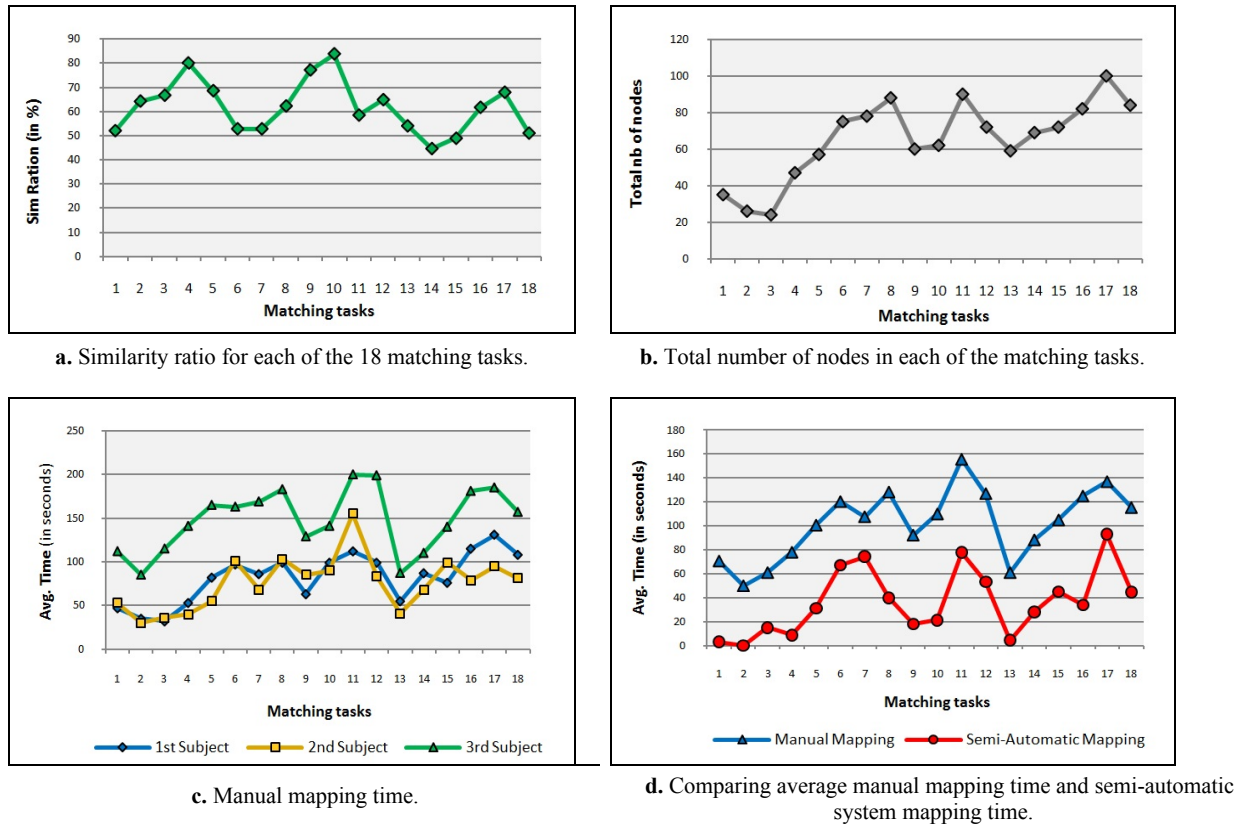 90
80
70
60
50
40
30
20
10
0
Sim Ration (in %)
1 2 3 4 5 6 7 8 9 10 11 12 13 14 15 16 17 18
Matching tasks
a. Similarity ratio for each of the 18 matching tasks.
120
100
80
60
40
20
0
Total nb of nodes
1 2 3 4 5 6 7 8 9 10 11 12 13 14 15 16 17 18
Matching tasks
b. Total number of nodes in each of the matching tasks.
250
200
150
100
50
0
Avg. Time (in seconds)
1 2 3 4 5 6 7 8 9 10 11 12 13 14 15 16 17 18
Matching tasks
1st Subject 2nd Subject 3rd Subject
c. Manual mapping time.
180
160
140
120
100
80
60
40
20
0
Avg. Time (in seconds)
1 2 3 4 5 6 7 8 9 10 11 12 13 14 15 16 17 18
Matching tasks
Manual Mapping Semi-Automatic Mapping
d. Comparing average manual mapping time and semi-automatic
system mapping time.